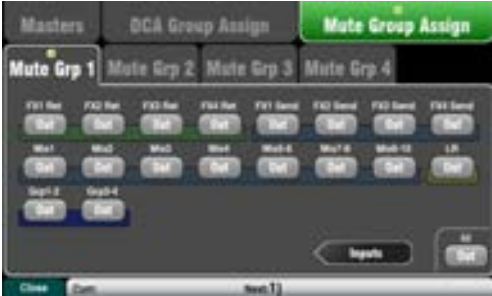 Masters DCA Group Assign Mute Group Assign
Mute Grp 1 Mute Grp 2 Mute Grp 3 Mute Grp 4
FX1 Ret FX2 Ret FX3 Ret FX4 Ret FX1 Send FX2 Send FX3 Send FX4 Send
Out Out Out Out Out Out Out Out
Mix1 Mix2 Mix3 Mix4 Mix5-6 Mix7-8 Mix9-10 LR
Out Out Out Out Out Out Out Out
Grp1-2 Grp3-4
Out Out
Inputs
All
Out
Close Curr: Next: 1)